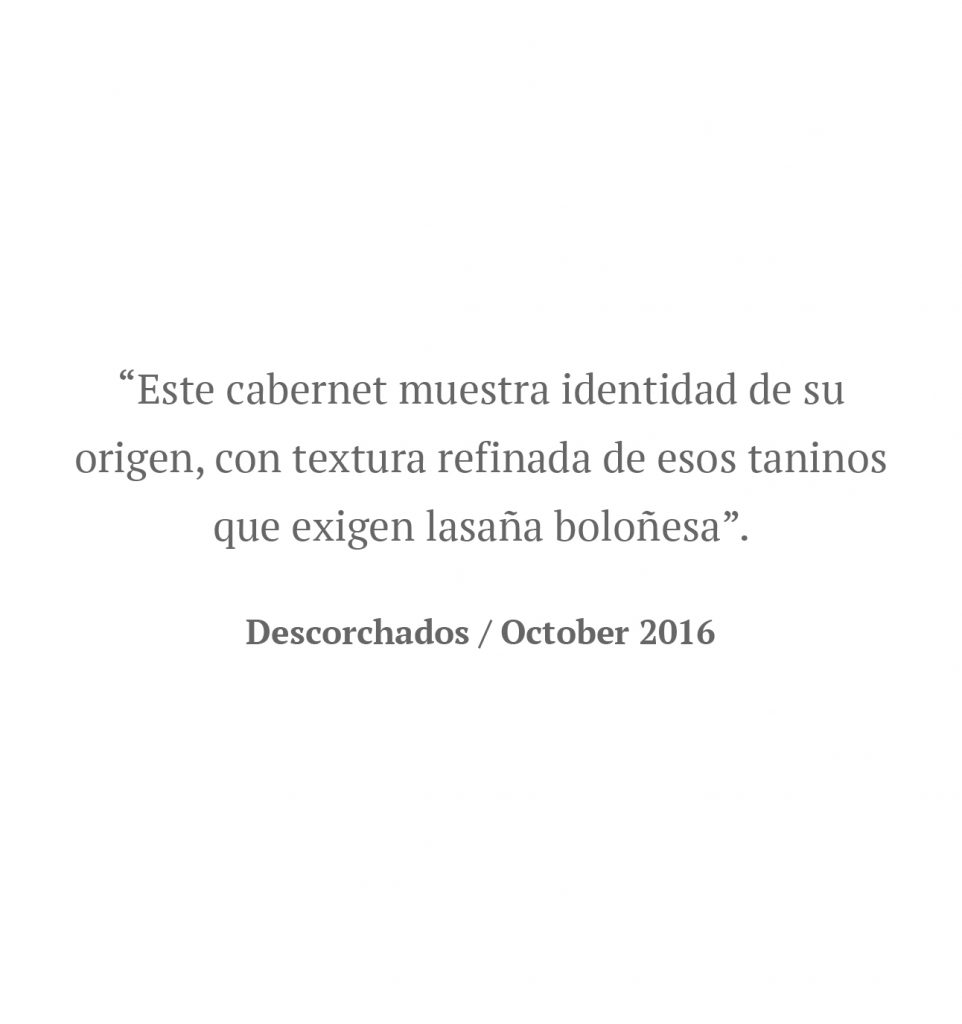 “Este cabernet muestra identidad de su
origen, con textura refinada de esos taninos
que exigen lasaña boloñesa”.
Descorchados / October 2016